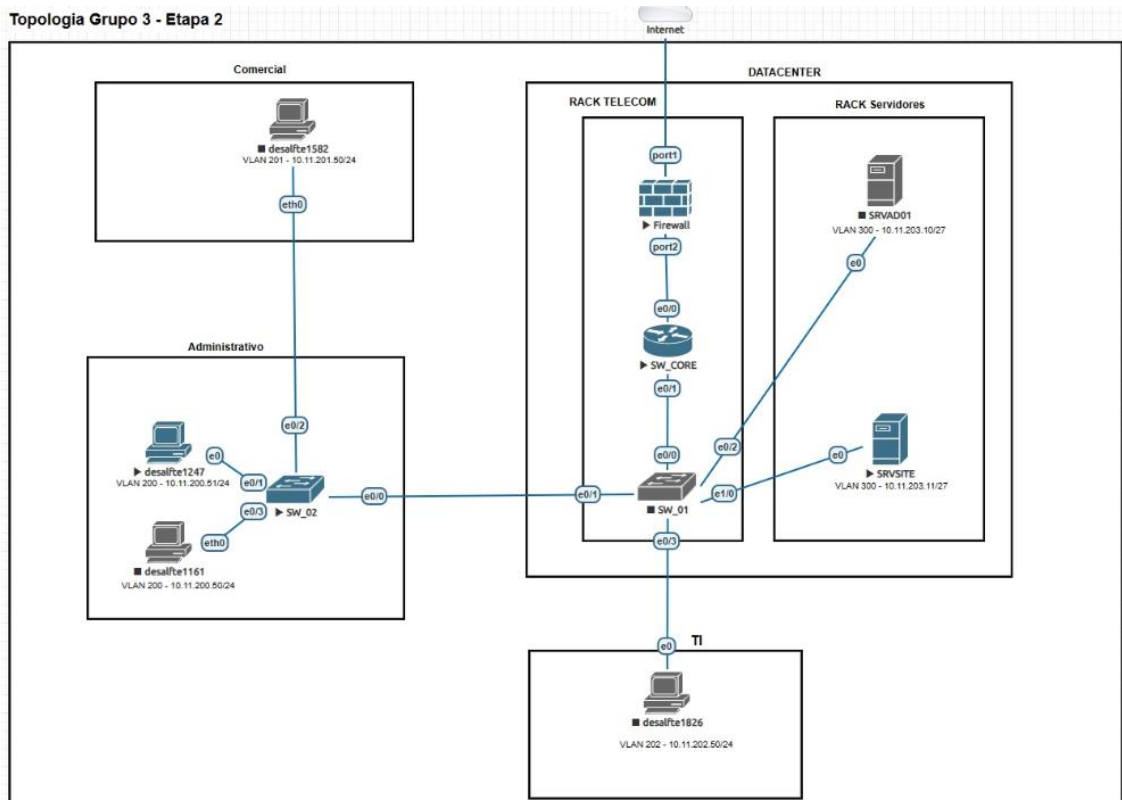 Topologia Grupo 3 - Etapa 2
Internet
Comercial
desalfte1582
VLAN 201 - 10.11.201.50/24
eth0
DATACENTER
RACK TELECOM
RACK Servidores
port1
Firewall
port2
e0/0
SW_CORE
e0/1
e0/0
SRVAD01
VLAN 300 - 10.11.203.10/27
e0
Administrativo
e0/2
desalfte1247
VLAN 200 - 10.11.200.51/24
e0
e0/1
SW_02
e0/3
eth0
desalfte1161
VLAN 200 - 10.11.200.50/24
e0/0
e0/1
SW_01
e0/2
e1/0
e0
SRVSITE
VLAN 300 - 10.11.203.11/27
e0/3
e0
TI
desalfte1826
VLAN 202 - 10.11.202.50/24